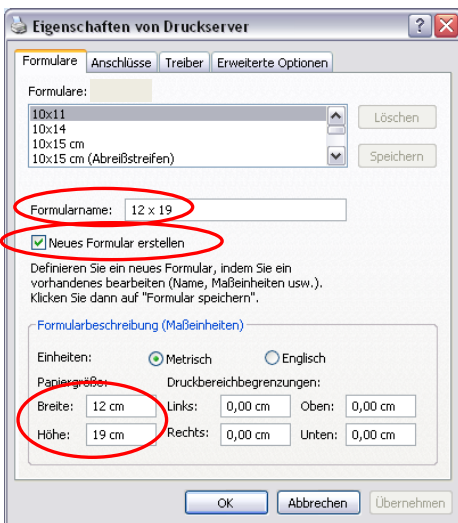 Eigenschaften von Druckserver
Formulare Anschlüsse Treiber Erweiterte Optionen
Formulare:
10x11
10x14
10x15 cm
10x15 cm (Abreißstreifen)
Löschen
Speichern
Formularname: 12 x 19
Neues Formular erstellen
Definieren Sie ein neues Formular, indem Sie ein
vorhandenes bearbeiten (Name, Maßeinheiten usw.).
Klicken Sie dann auf "Formular speichern".
Formularbeschreibung (Maßeinheiten)
Einheiten: Metrisch Englisch
Papiergröße: Druckbereichbegrenzungen:
Breite: 12 cm Links: 0,00 cm Oben: 0,00 cm
Höhe: 19 cm Rechts: 0,00 cm Unten: 0,00 cm
OK Abbrechen Übernehmen